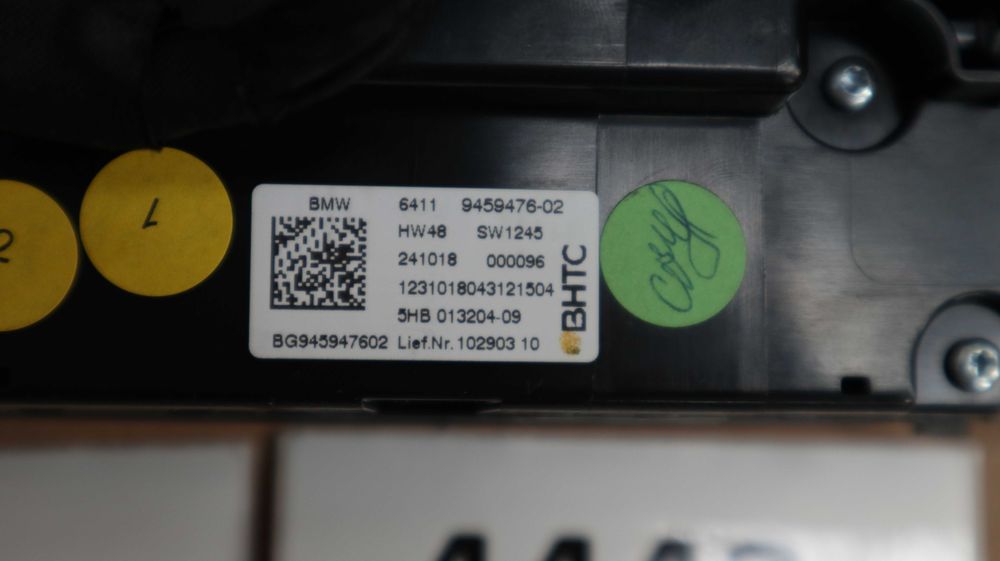 BMW 6411 9459476-02
HW48 SW1245
241018 000096
1231018043121504
5HB 013204-09
BG945947602 Lief.Nr. 102903 10
BHTC
1
2